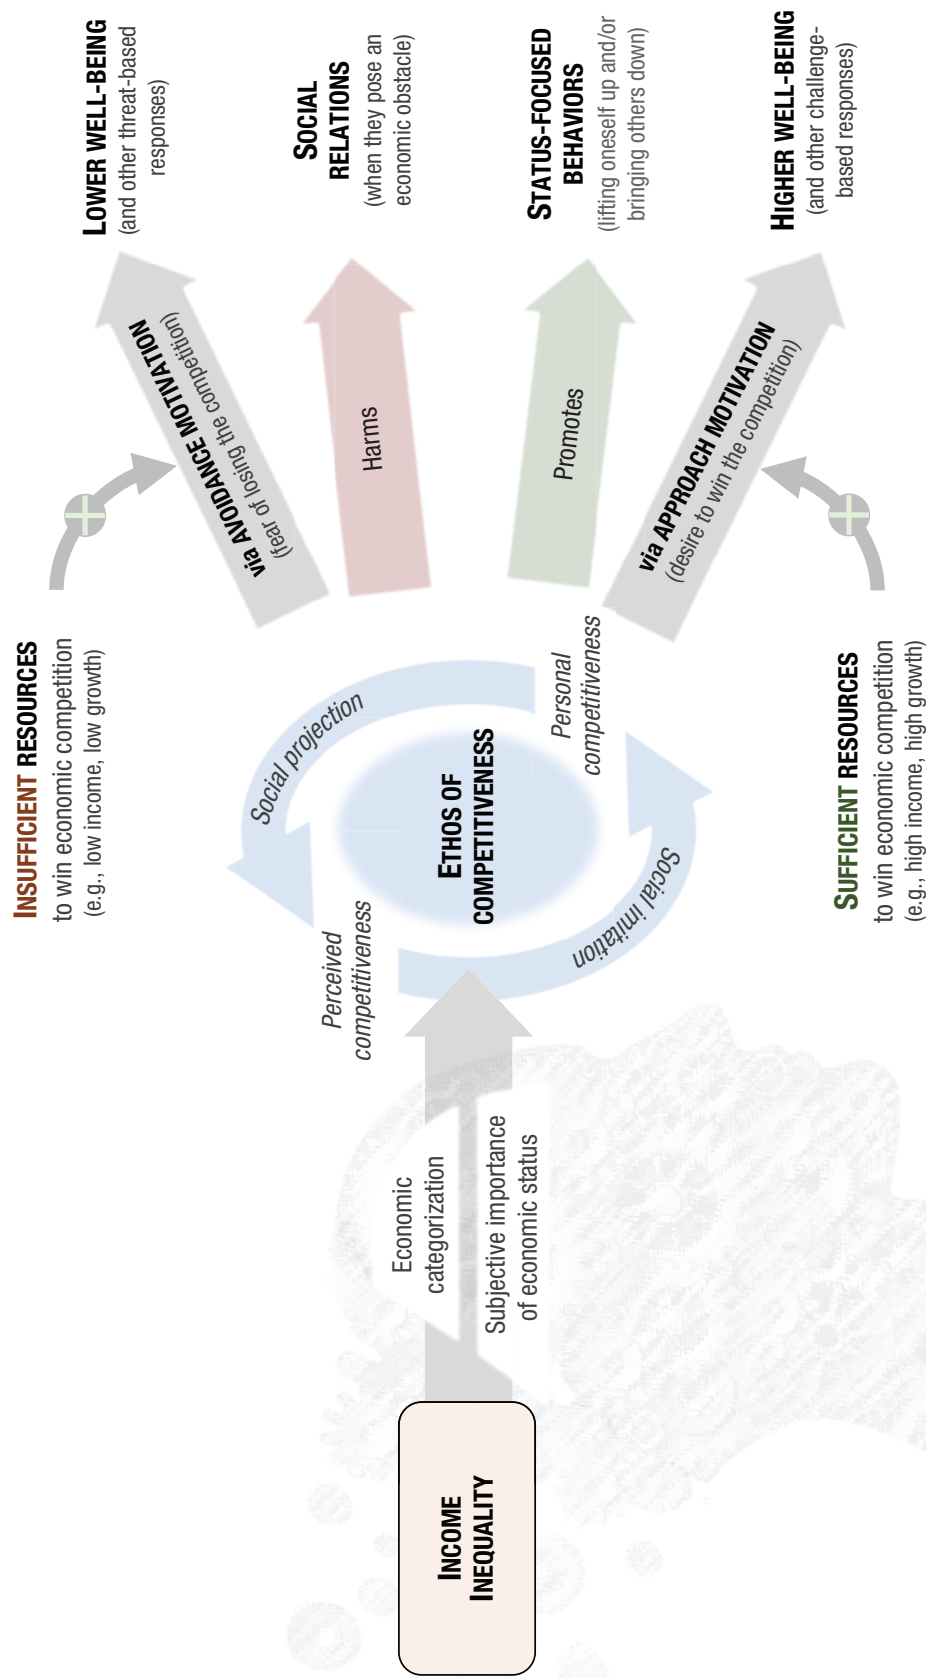 INCOME
INEQUALITY
Economic
categorization
Subjective importance
of economic status
Perceived
competitiveness
Social projection
ETHOS OF
COMPETITIVENESS
Social imitation
Personal
competitiveness
INSUFFICIENT RESOURCES
to win economic competition
(e.g., low income, low growth)
SUFFICIENT RESOURCES
to win economic competition
(e.g., high income, high growth)
via AVOIDANCE MOTIVATION
(fear of losing the competition)
Harms
Promotes
via APPROACH MOTIVATION
(desire to win the competition)
LOWER WELL-BEING
(and other threat-based
responses)
SOCIAL
RELATIONS
(when they pose an
economic obstacle)
STATUS-FOCUSED
BEHAVIORS
(lifting oneself up and/or
bringing others down)
HIGHER WELL-BEING
(and other challenge-
based responses)